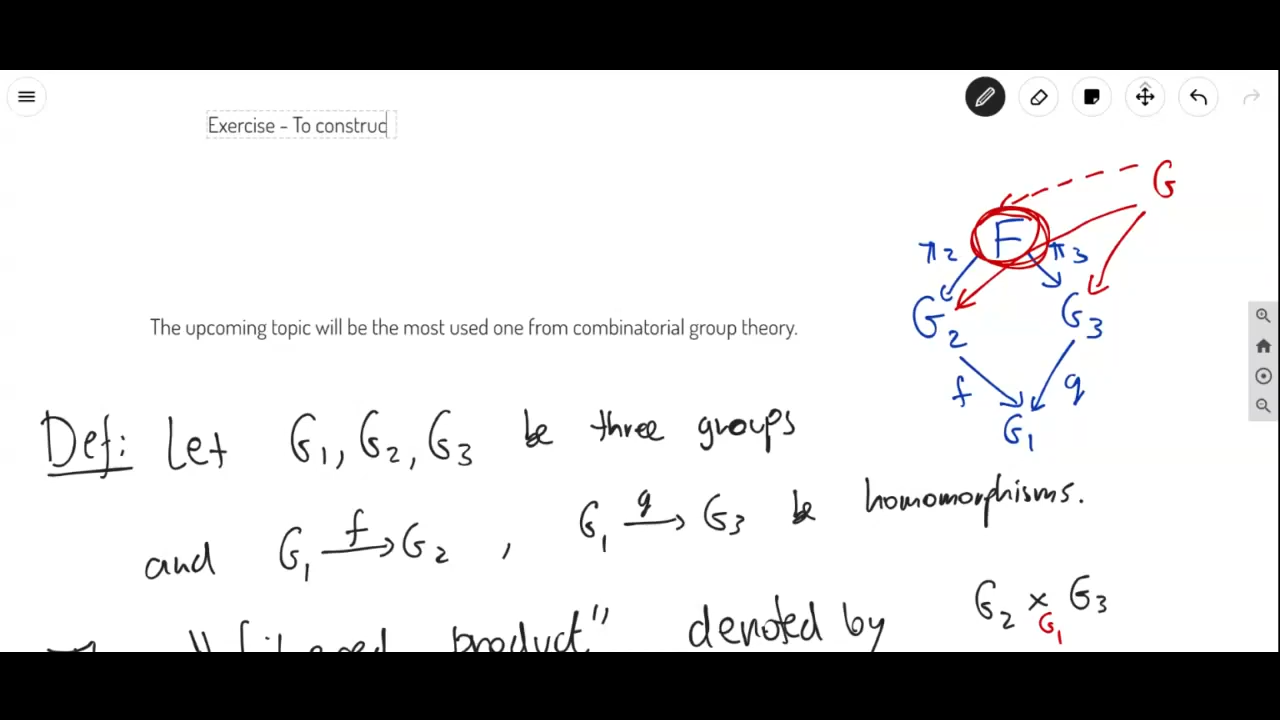 Exercise - To construc
G
F
π2 π3
G2 G3
f g
G1
The upcoming topic will be the most used one from combinatorial group theory.
Def: Let G1, G2, G3 be three groups
and G1 f→ G2 , G1 g→ G3 be homomorphisms.
product" denoted by G2 × G3
G1